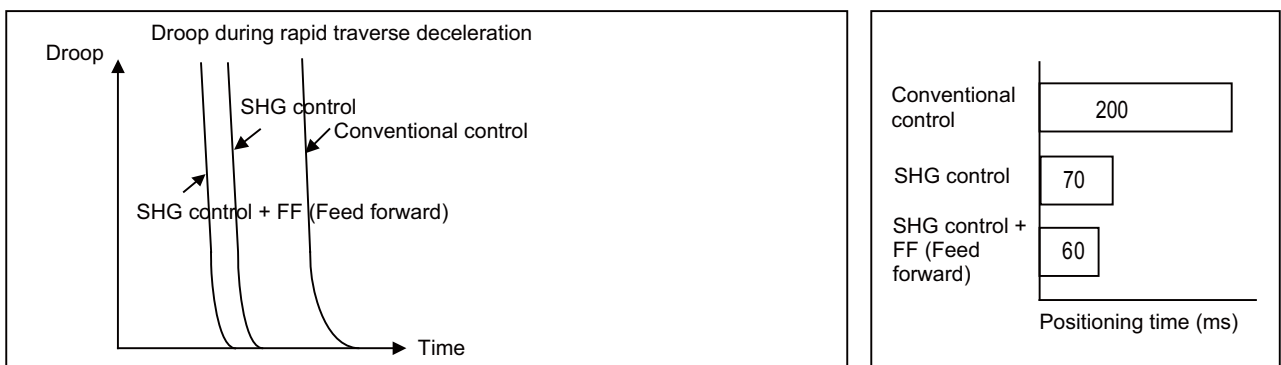 Droop during rapid traverse deceleration
Droop
SHG control
Conventional control
SHG control + FF (Feed forward)
Time
Conventional
control
200
SHG control
70
SHG control +
FF (Feed
forward)
60
Positioning time (ms)